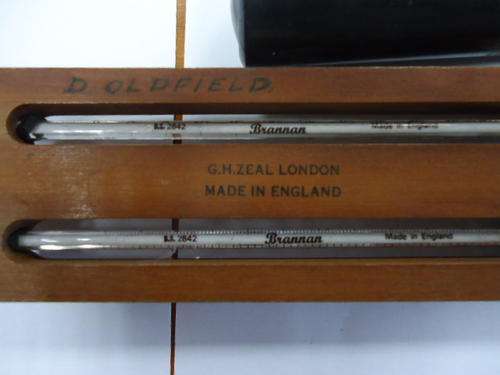 D. OLDFIELD.
B.S. 2842 Brannan Made in England
G.H.ZEAL LONDON
MADE IN ENGLAND
B.S. 2842 Brannan Made in England